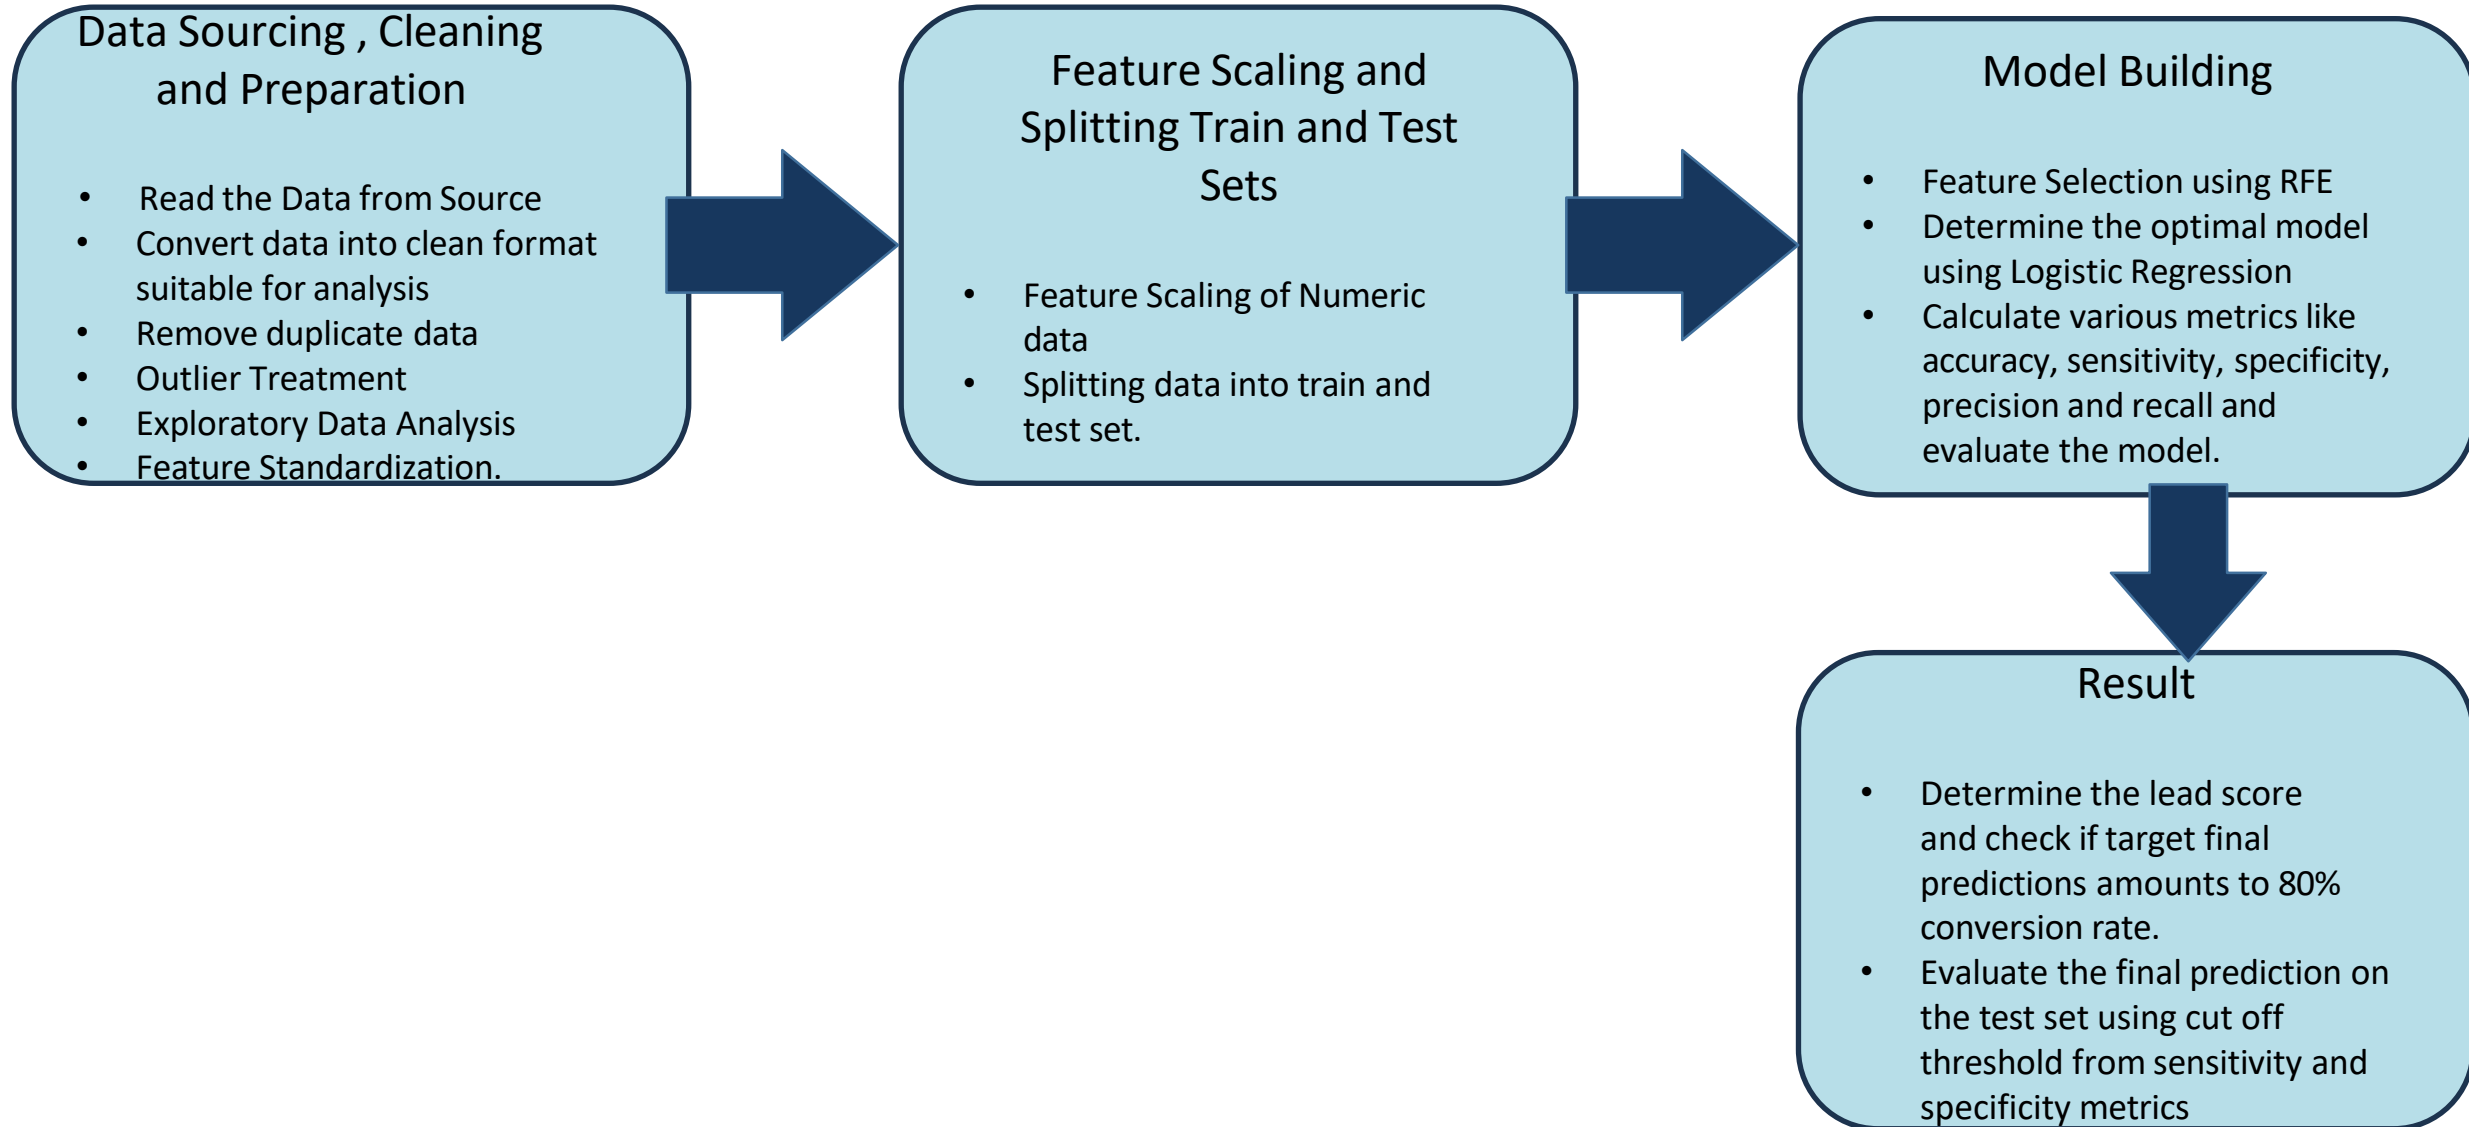 Data Sourcing , Cleaning
and Preparation
• Read the Data from Source
• Convert data into clean format
suitable for analysis
• Remove duplicate data
• Outlier Treatment
• Exploratory Data Analysis
• Feature Standardization.
Feature Scaling and
Splitting Train and Test
Sets
• Feature Scaling of Numeric
data
• Splitting data into train and
test set.
Model Building
• Feature Selection using RFE
• Determine the optimal model
using Logistic Regression
• Calculate various metrics like
accuracy, sensitivity, specificity,
precision and recall and
evaluate the model.
Result
• Determine the lead score
and check if target final
predictions amounts to 80%
conversion rate.
• Evaluate the final prediction on
the test set using cut off
threshold from sensitivity and
specificity metrics